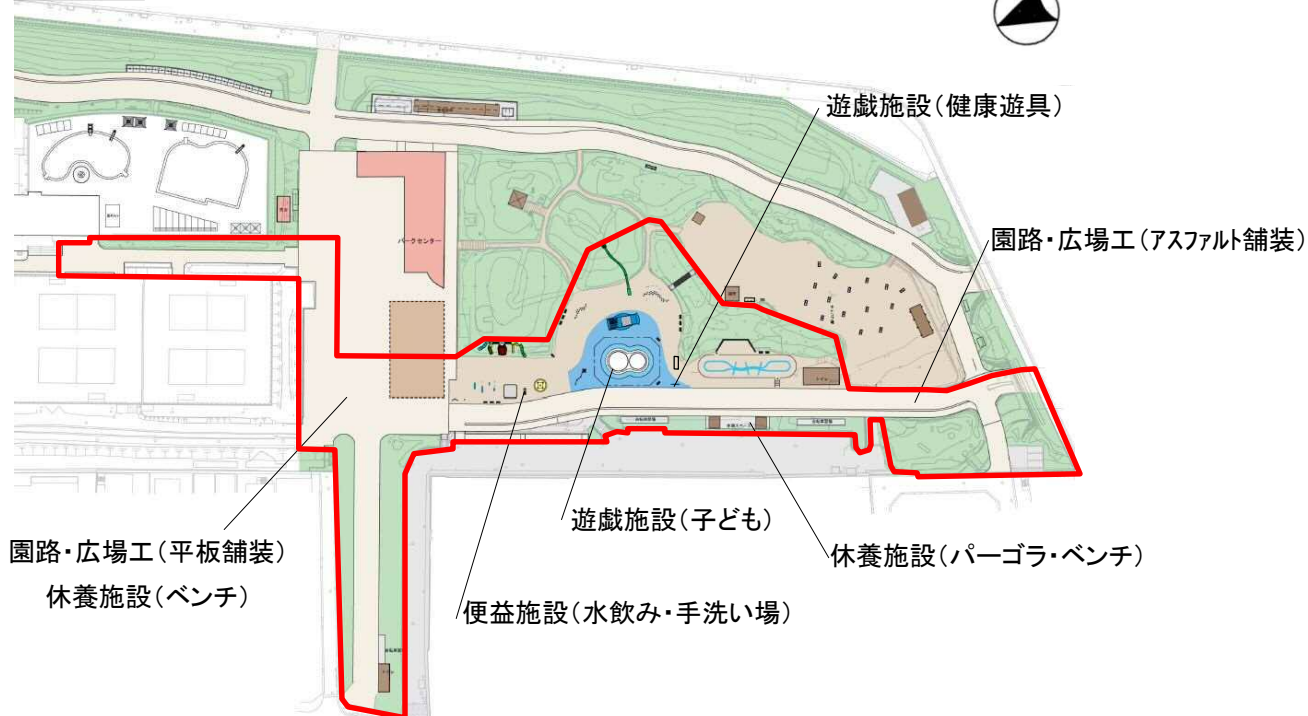 遊戯施設(健康遊具)
園路・広場工(アスファルト舗装)
パークセンター
遊戯施設(子ども)
園路・広場工(平板舗装)
休養施設(ベンチ)
休養施設(パーゴラ・ベンチ)
便益施設(水飲み・手洗い場)